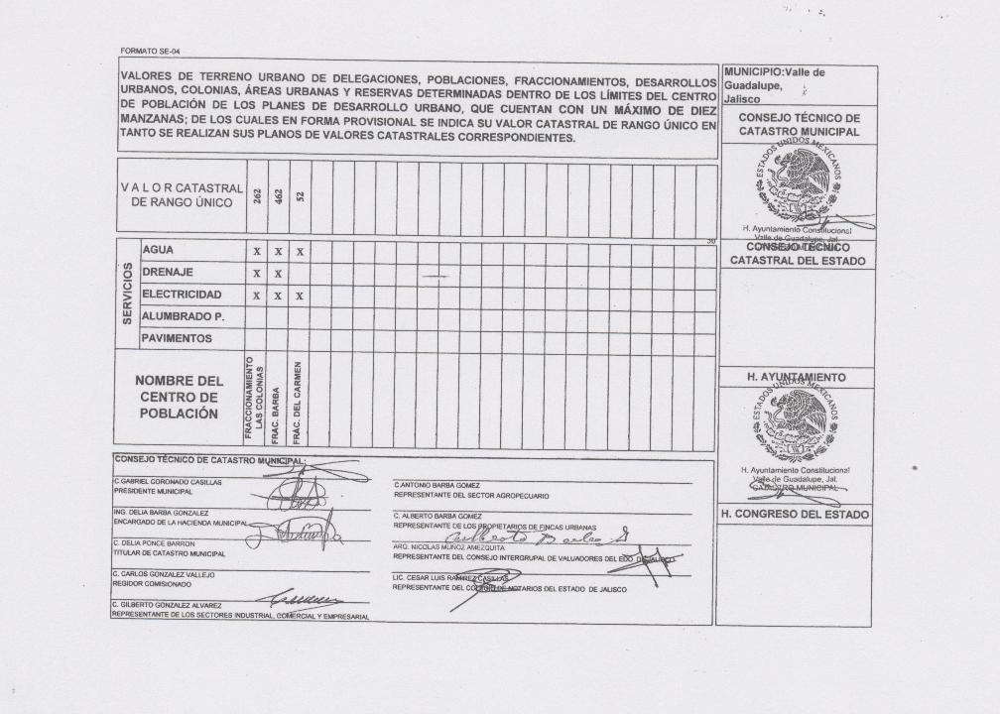 FORMATO SE-04
VALORES DE TERRENO URBANO DE DELEGACIONES, POBLACIONES, FRACCIONAMIENTOS, DESARROLLOS
URBANOS, COLONIAS, ÁREAS URBANAS Y RESERVAS DETERMINADAS DENTRO DE LOS LÍMITES DEL CENTRO
DE POBLACIÓN DE LOS PLANES DE DESARROLLO URBANO, QUE CUENTAN CON UN MÁXIMO DE DIEZ
MANZANAS; DE LOS CUALES EN FORMA PROVISIONAL SE INDICA SU VALOR CATASTRAL DE RANGO ÚNICO EN
TANTO SE REALIZAN SUS PLANOS DE VALORES CATASTRALES CORRESPONDIENTES.
VALOR CATASTRAL
DE RANGO ÚNICO
262
462
52
SERVICIOS
AGUA X X X
DRENAJE X X
ELECTRICIDAD X X X
ALUMBRADO P.
PAVIMENTOS
NOMBRE DEL
CENTRO DE
POBLACIÓN
FRACCIONAMIENTO
LAS COLONIAS
FRAC. BARBA
FRAC. DEL CARMEN
CONSEJO TÉCNICO DE CATASTRO MUNICIPAL:
C.GABRIEL CORONADO CASILLAS
PRESIDENTE MUNICIPAL
ING. DELIA BARBA GONZALEZ
ENCARGADO DE LA HACIENDA MUNICIPAL
C. DELIA PONCE BARRON
TITULAR DE CATASTRO MUNICIPAL
C. CARLOS GONZALEZ VALLEJO
REGIDOR COMISIONADO
C. GILBERTO GONZALEZ ALVAREZ
REPRESENTANTE DE LOS SECTORES INDUSTRIAL, COMERCIAL Y EMPRESARIAL
C.ANTONIO BARBA GOMEZ
REPRESENTANTE DEL SECTOR AGROPECUARIO
C. ALBERTO BARBA GOMEZ
REPRESENTANTE DE LOS PROPIETARIOS DE FINCAS URBANAS
ARQ. NICOLAS MUÑOZ AMEZQUITA
REPRESENTANTE DEL CONSEJO INTERGRUPAL DE VALUADORES DEL EDO. DE JALISCO
LIC. CESAR LUIS RAMIREZ CASILLAS
REPRESENTANTE DEL COLEGIO DE NOTARIOS DEL ESTADO DE JALISCO
MUNICIPIO:Valle de
Guadalupe,
Jalisco
CONSEJO TÉCNICO DE
CATASTRO MUNICIPAL
ESTADOS UNIDOS MEXICANOS
H. Ayuntamiento Constitucional
Valle de Guadalupe, Jal.
CONSEJO TÉCNICO
CATASTRAL DEL ESTADO
H. AYUNTAMIENTO
ESTADOS UNIDOS MEXICANOS
H. Ayuntamiento Constitucional
Valle de Guadalupe, Jal.
CATASTRO MUNICIPAL
H. CONGRESO DEL ESTADO